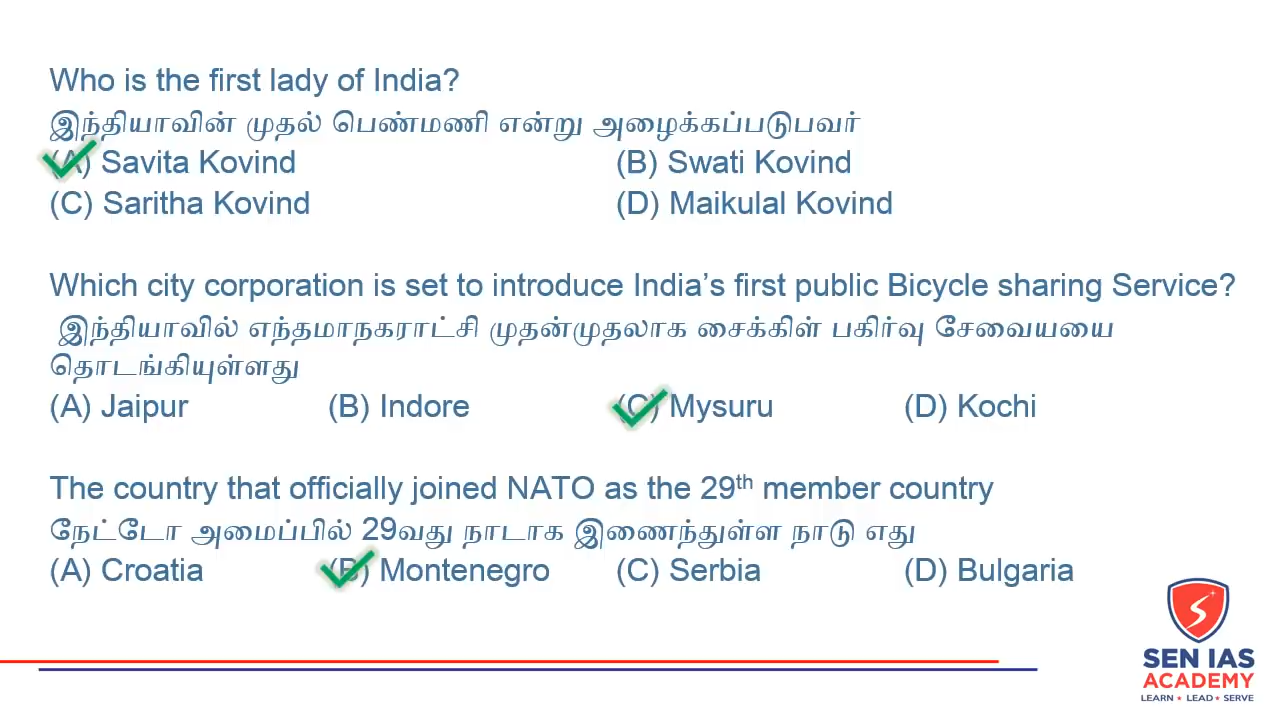 Who is the first lady of India?
இந்தியாவின் முதல் பெண்மணி என்று அழைக்கப்படுபவர்
(A) Savita Kovind (B) Swati Kovind
(C) Saritha Kovind (D) Maikulal Kovind
Which city corporation is set to introduce India’s first public Bicycle sharing Service?
இந்தியாவில் எந்தமாநகராட்சி முதன்முதலாக சைக்கிள் பகிர்வு சேவையயை
தொடங்கியுள்ளது
(A) Jaipur (B) Indore (C) Mysuru (D) Kochi
The country that officially joined NATO as the 29th member country
நேட்டோ அமைப்பில் 29வது நாடாக இணைந்துள்ள நாடு எது
(A) Croatia (B) Montenegro (C) Serbia (D) Bulgaria
SEN IAS
ACADEMY
LEARN ★ LEAD ★ SERVE